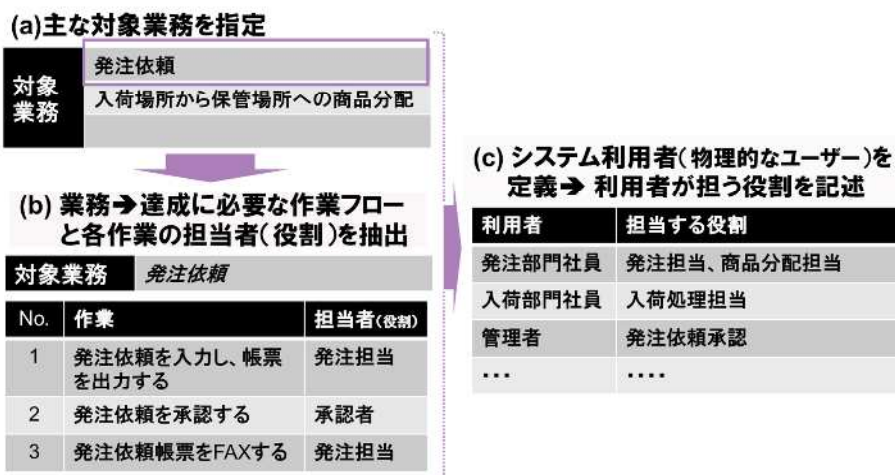 (a)主な対象業務を指定
対象
業務
発注依頼
入荷場所から保管場所への商品分配
(b) 業務➔達成に必要な作業フロー
と各作業の担当者(役割)を抽出
対象業務 発注依頼
No. 作業 担当者(役割)
1 発注依頼を入力し、帳票
を出力する 発注担当
2 発注依頼を承認する 承認者
3 発注依頼帳票をFAXする 発注担当
(c) システム利用者(物理的なユーザー)を
定義➔ 利用者が担う役割を記述
利用者 担当する役割
発注部門社員 発注担当、商品分配担当
入荷部門社員 入荷処理担当
管理者 発注依頼承認
・・・ ・・・・